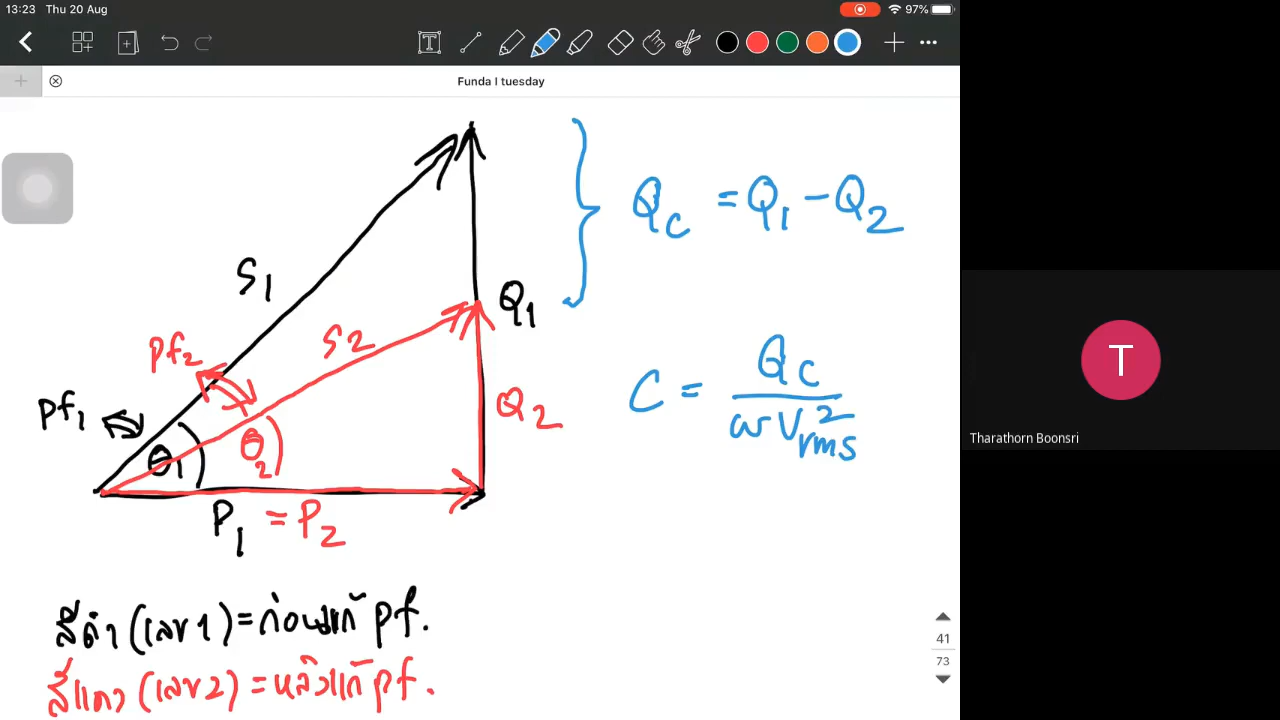 13:23 Thu 20 Aug
97%
Funda I tuesday
S1
Qc = Q1 - Q2
Q1
S2
pf2
pf1
Q2
C = Qc / ωVrms²
θ1
θ2
P1 = P2
สีดำ (เลข 1) = ก่อนแก้ pf.
สีแดง (เลข 2) = หลังแก้ pf.
41
73
T
Tharathorn Boonsri